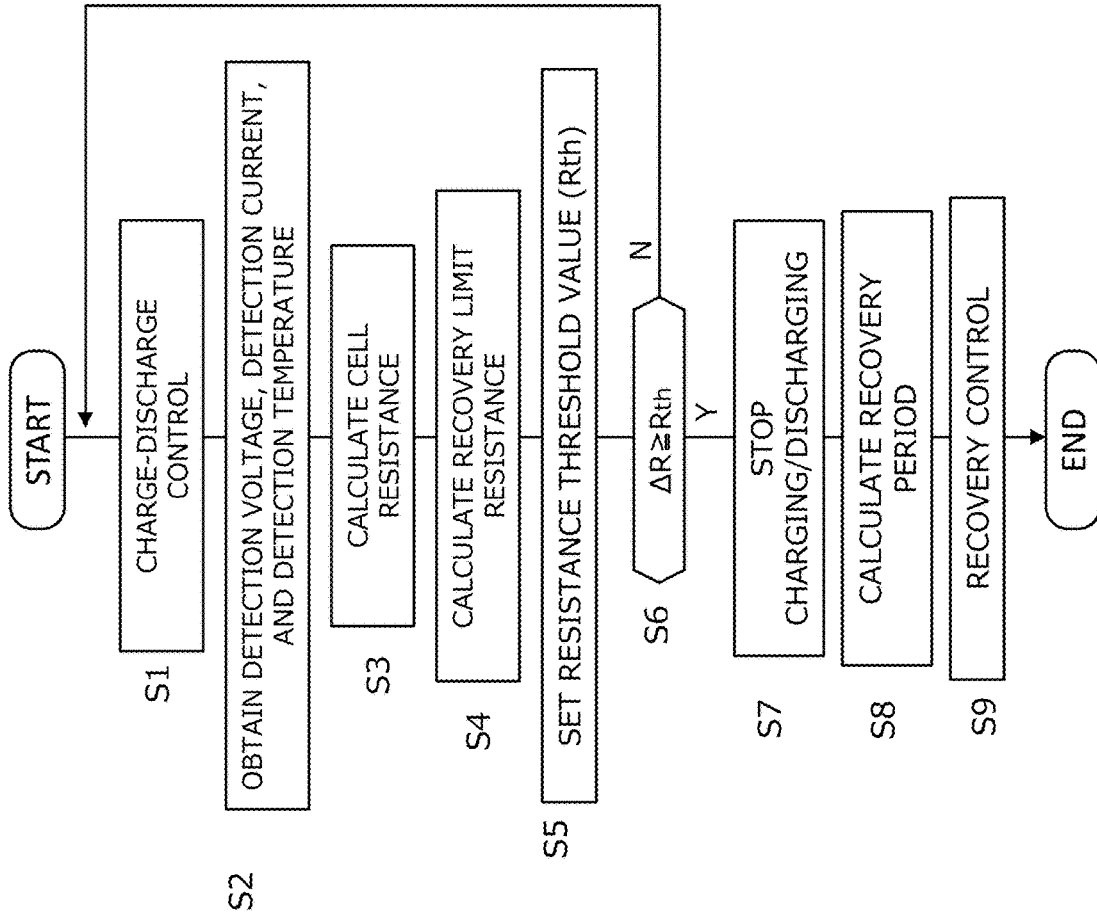 START
S1
CHARGE-DISCHARGE
CONTROL
S2
OBTAIN DETECTION VOLTAGE, DETECTION CURRENT,
AND DETECTION TEMPERATURE
S3
CALCULATE CELL
RESISTANCE
S4
CALCULATE RECOVERY LIMIT
RESISTANCE
S5
SET RESISTANCE THRESHOLD VALUE (Rth)
S6
ΔR≧Rth
N
Y
S7
STOP
CHARGING/DISCHARGING
S8
CALCULATE RECOVERY
PERIOD
S9
RECOVERY CONTROL
END